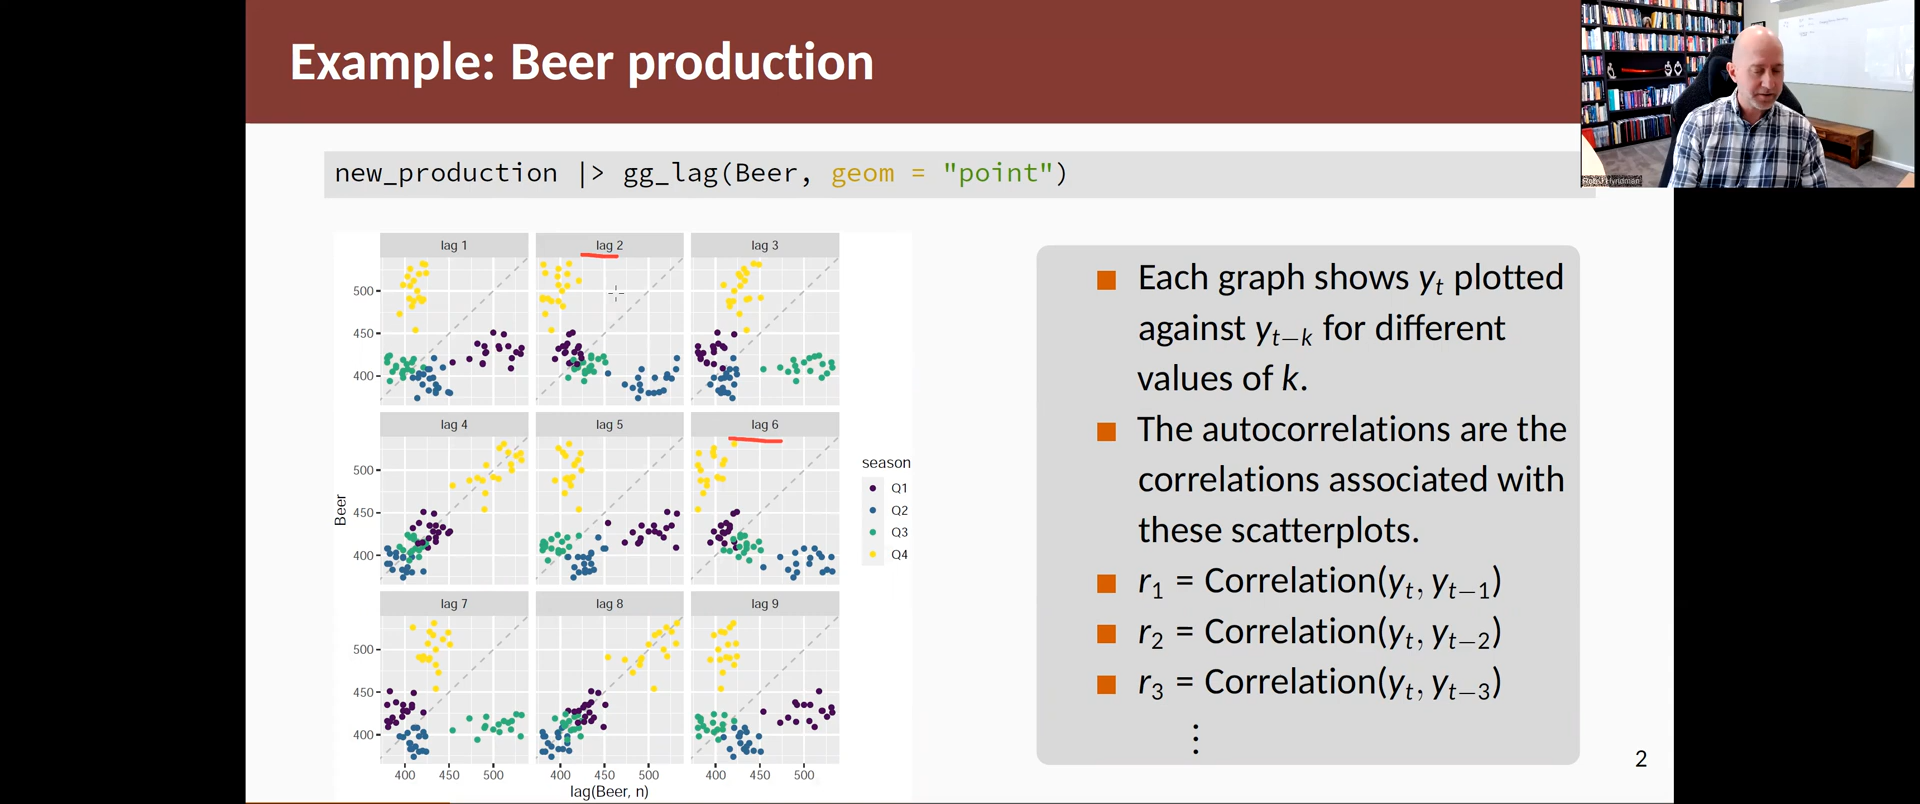 Example: Beer production
new_production |> gg_lag(Beer, geom = "point")
Rob J Hyndman
lag 1 lag 2 lag 3
500
450
400
lag 4 lag 5 lag 6
500
450
400
lag 7 lag 8 lag 9
500
450
400
400 450 500 400 450 500 400 450 500
lag(Beer, n)
Beer
season
Q1
Q2
Q3
Q4
Each graph shows yₜ plotted
against yₜ₋ₖ for different
values of k.
The autocorrelations are the
correlations associated with
these scatterplots.
r₁ = Correlation(yₜ, yₜ₋₁)
r₂ = Correlation(yₜ, yₜ₋₂)
r₃ = Correlation(yₜ, yₜ₋₃)
⋮
2